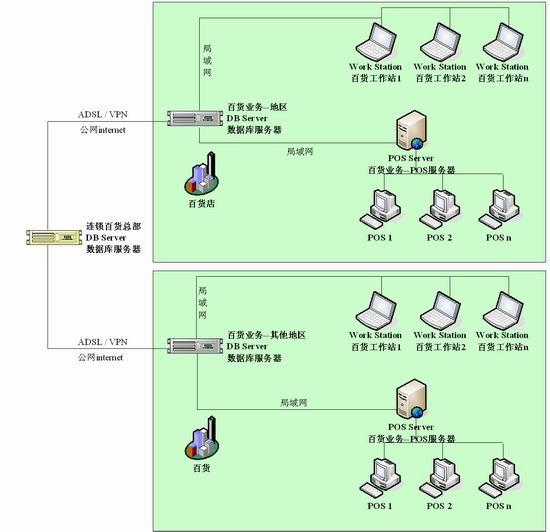 局
域
网
Work Station
百货工作站1
Work Station
百货工作站2
Work Station
百货工作站n
ADSL / VPN
公网internet
百货业务--地区
DB Server
数据库服务器
局域网
POS Server
百货业务--POS服务器
百货店
POS 1
POS 2
POS n
连锁百货总部
DB Server
数据库服务器
局
域
网
Work Station
百货工作站1
Work Station
百货工作站2
Work Station
百货工作站n
ADSL / VPN
公网internet
百货业务--其他地区
DB Server
数据库服务器
局域网
POS Server
百货业务--POS服务器
百货
POS 1
POS 2
POS n